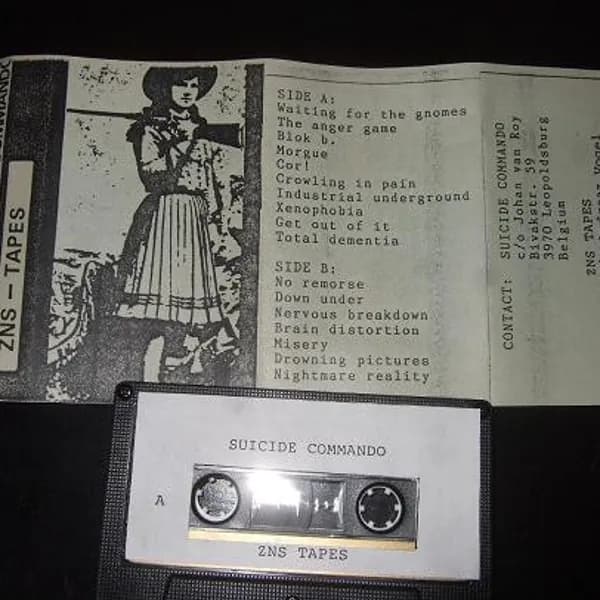 COMMANDO
ZNS - TAPES
SIDE A:
Waiting for the gnomes
The anger game
Blok b.
Morgue
Cor!
Crowling in pain
Industrial underground
Xenophobia
Get out of it
Total dementia
SIDE B:
No remorse
Down under
Nervous breakdown
Brain distortion
Misery
Drowning pictures
Nightmare reality
CONTACT: SUICIDE COMMANDO
c/o Johan van Roy
Bivakstr. 59
3970 Leopoldsburg
Belgium
ZNS TAPES
Vogel
SUICIDE COMMANDO
A
ZNS TAPES